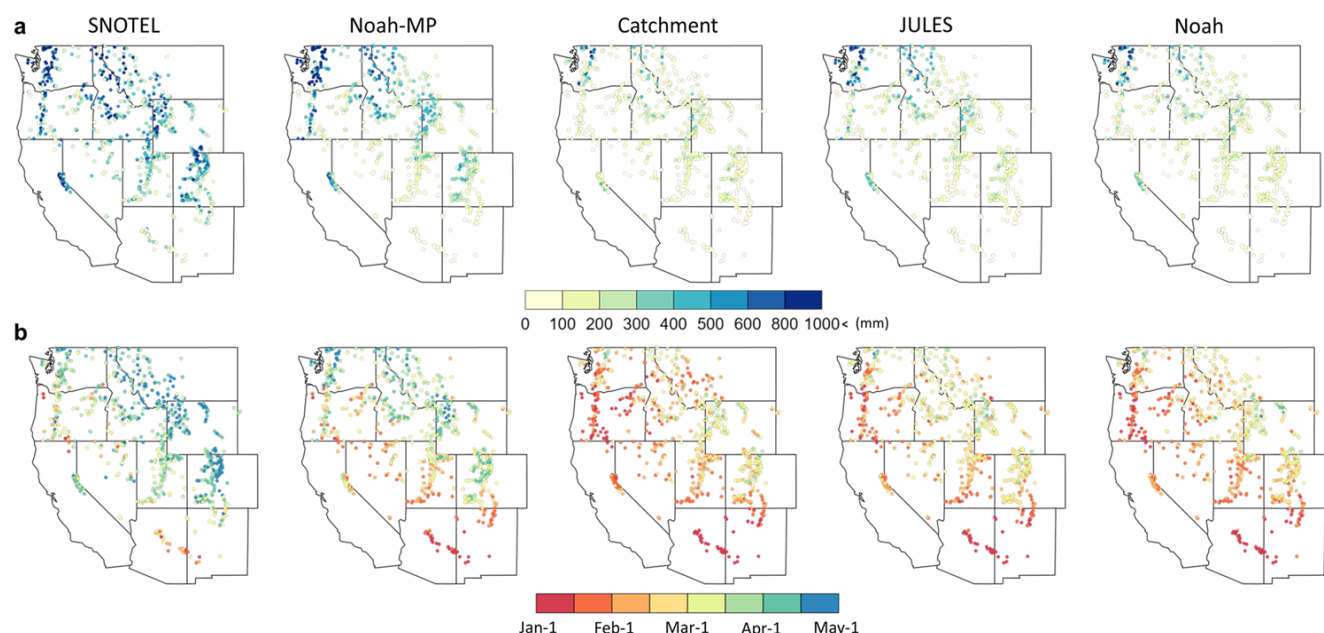 a
SNOTEL Noah-MP Catchment JULES Noah
0 100 200 300 400 500 600 800 1000< (mm)
b
Jan-1 Feb-1 Mar-1 Apr-1 May-1